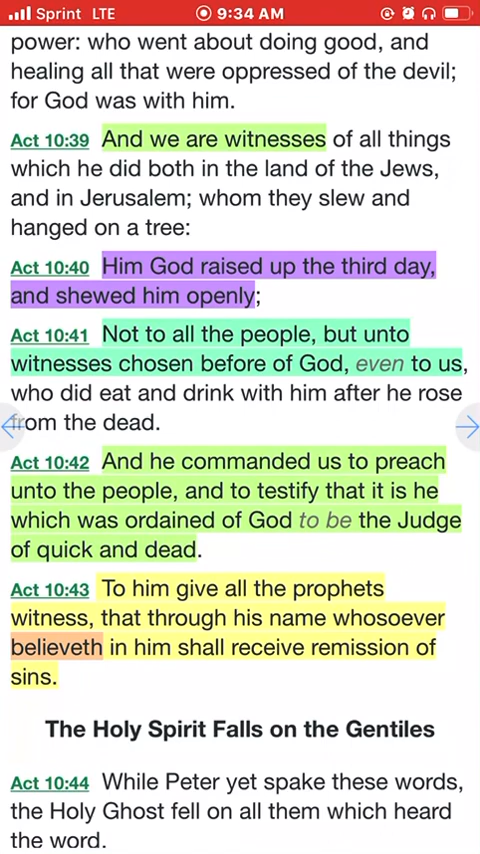 Sprint LTE 9:34 AM
power: who went about doing good, and
healing all that were oppressed of the devil;
for God was with him.
Act 10:39 And we are witnesses of all things
which he did both in the land of the Jews,
and in Jerusalem; whom they slew and
hanged on a tree:
Act 10:40 Him God raised up the third day,
and shewed him openly;
Act 10:41 Not to all the people, but unto
witnesses chosen before of God, even to us,
who did eat and drink with him after he rose
from the dead.
Act 10:42 And he commanded us to preach
unto the people, and to testify that it is he
which was ordained of God to be the Judge
of quick and dead.
Act 10:43 To him give all the prophets
witness, that through his name whosoever
believeth in him shall receive remission of
sins.
The Holy Spirit Falls on the Gentiles
Act 10:44 While Peter yet spake these words,
the Holy Ghost fell on all them which heard
the word.